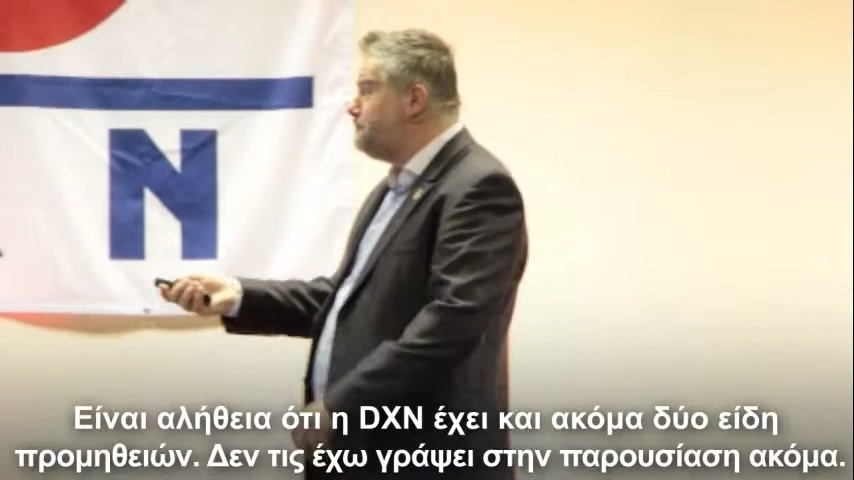 N
Είναι αλήθεια ότι η DXN έχει και ακόμα δύο είδη
προμηθειών. Δεν τις έχω γράψει στην παρουσίαση ακόμα.